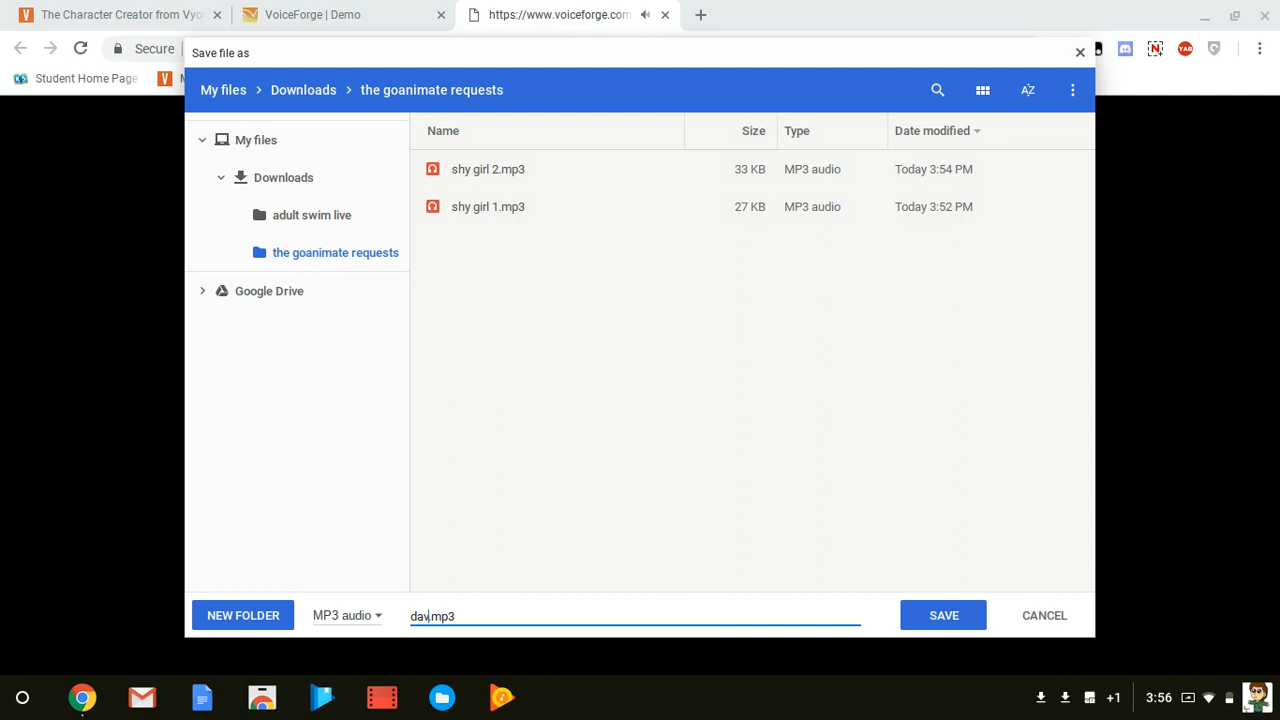 The Character Creator from Vyo
VoiceForge | Demo
https://www.voiceforge.com
Secure
Student Home Page
Save file as
My files > Downloads > the goanimate requests
My files
Downloads
adult swim live
the goanimate requests
Google Drive
Name Size Type Date modified
shy girl 2.mp3 33 KB MP3 audio Today 3:54 PM
shy girl 1.mp3 27 KB MP3 audio Today 3:52 PM
NEW FOLDER MP3 audio dav.mp3 SAVE CANCEL
+1 3:56